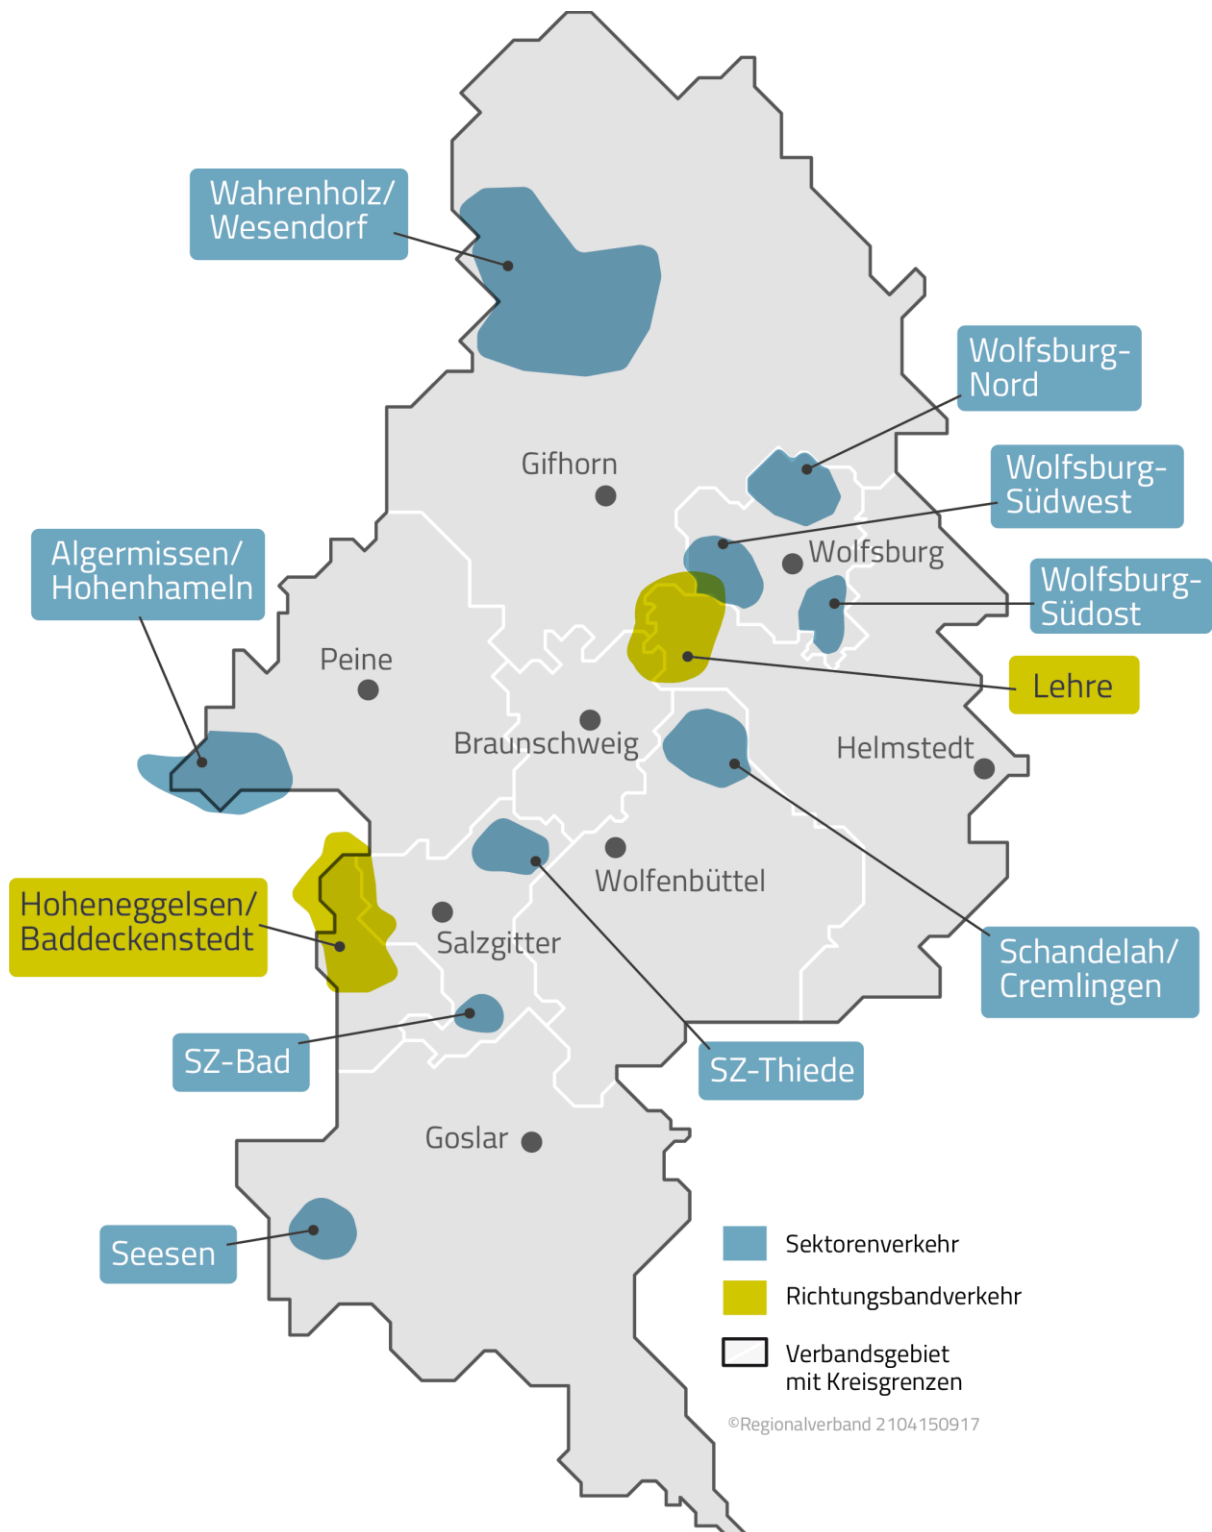 Wahrenholz/
Wesendorf
Wolfsburg-
Nord
Gifhorn
Wolfsburg-
Südwest
Algermissen/
Hohenhameln
Wolfsburg
Wolfsburg-
Südost
Peine
Lehre
Braunschweig
Helmstedt
Wolfenbüttel
Hoheneggelsen/
Baddeckenstedt
Salzgitter
Schandelah/
Cremlingen
SZ-Bad
SZ-Thiede
Goslar
Seesen
Sektorenverkehr
Richtungsbandverkehr
Verbandsgebiet
mit Kreisgrenzen
©Regionalverband 2104150917